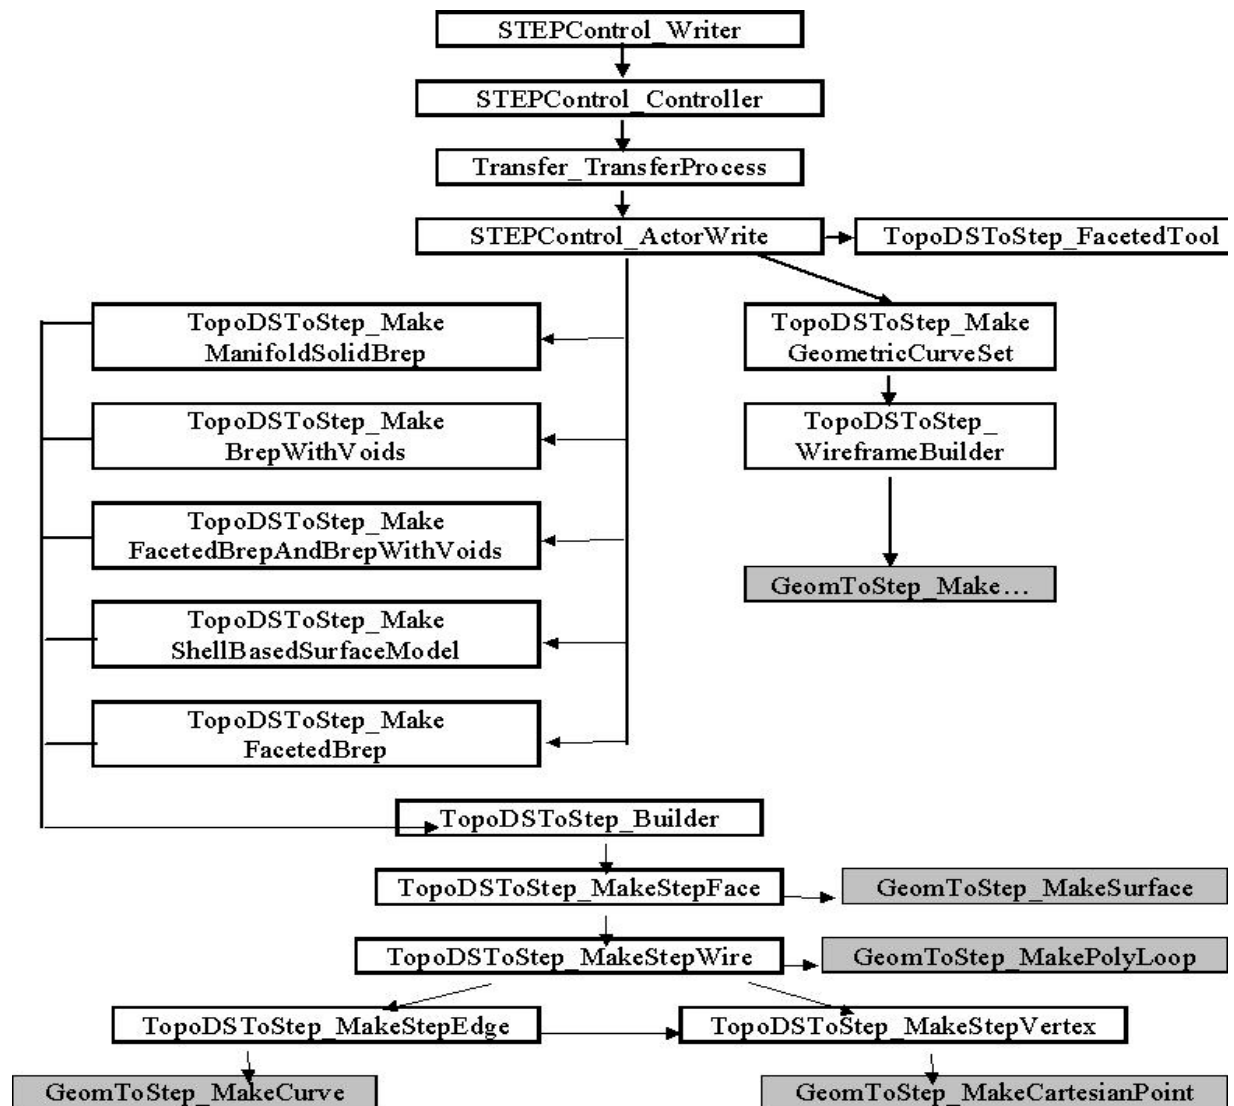 STEPControl_Writer
STEPControl_Controller
Transfer_TransferProcess
STEPControl_ActorWrite
TopoDSToStep_FacetedTool
TopoDSToStep_Make
ManifoldSolidBrep
TopoDSToStep_Make
GeometricCurveSet
TopoDSToStep_Make
BrepWithVoids
TopoDSToStep_
WireframeBuilder
TopoDSToStep_Make
FacetedBrepAndBrepWithVoids
GeomToStep_Make...
TopoDSToStep_Make
ShellBasedSurfaceModel
TopoDSToStep_Make
FacetedBrep
TopoDSToStep_Builder
TopoDSToStep_MakeStepFace
GeomToStep_MakeSurface
TopoDSToStep_MakeStepWire
GeomToStep_MakePolyLoop
TopoDSToStep_MakeStepEdge
TopoDSToStep_MakeStepVertex
GeomToStep_MakeCurve
GeomToStep_MakeCartesianPoint